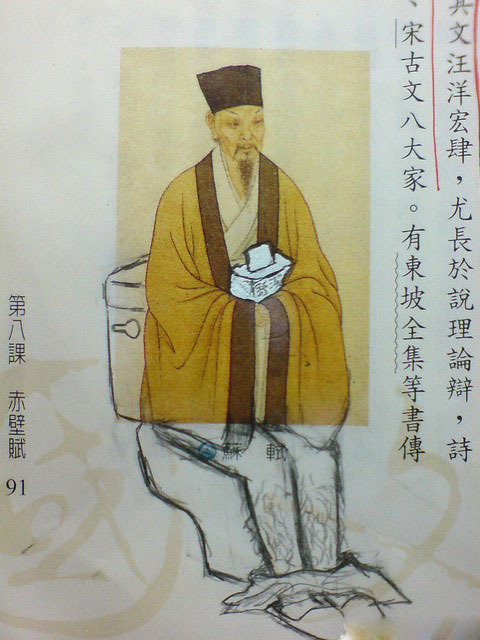 其文汪洋宏肆，尤長於說理論辯，詩
、宋古文八大家。有東坡全集等書傳
蘇軾
第八課 赤壁賦 91